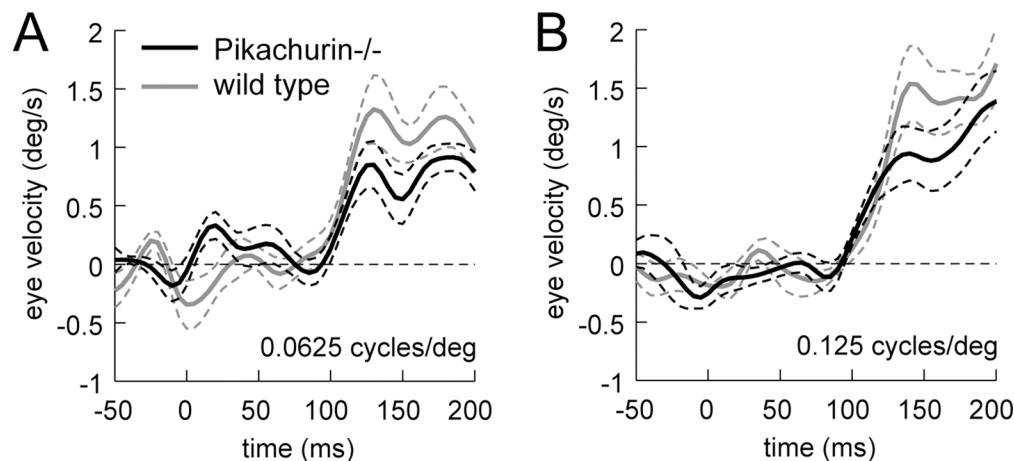 A
eye velocity (deg/s)
2
1.5
1
0.5
0
-0.5
-1
Pikachurin-/-
wild type
0.0625 cycles/deg
-50 0 50 100 150 200
time (ms)
B
eye velocity (deg/s)
2
1.5
1
0.5
0
-0.5
-1
0.125 cycles/deg
-50 0 50 100 150 200
time (ms)